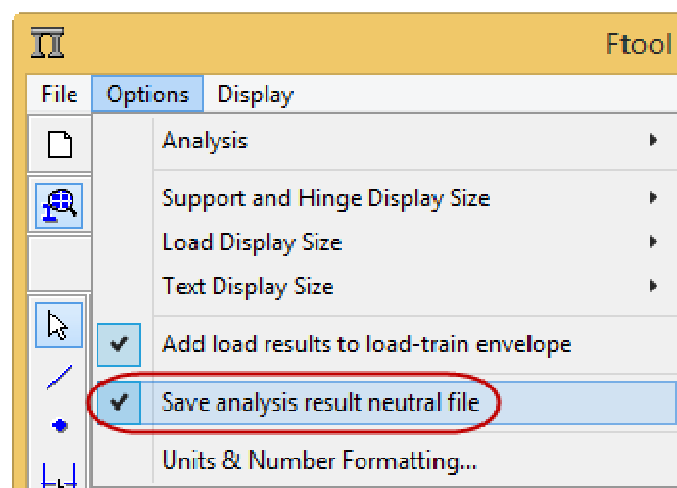 Ftool
File Options Display
Analysis
Support and Hinge Display Size
Load Display Size
Text Display Size
Add load results to load-train envelope
Save analysis result neutral file
Units & Number Formatting...